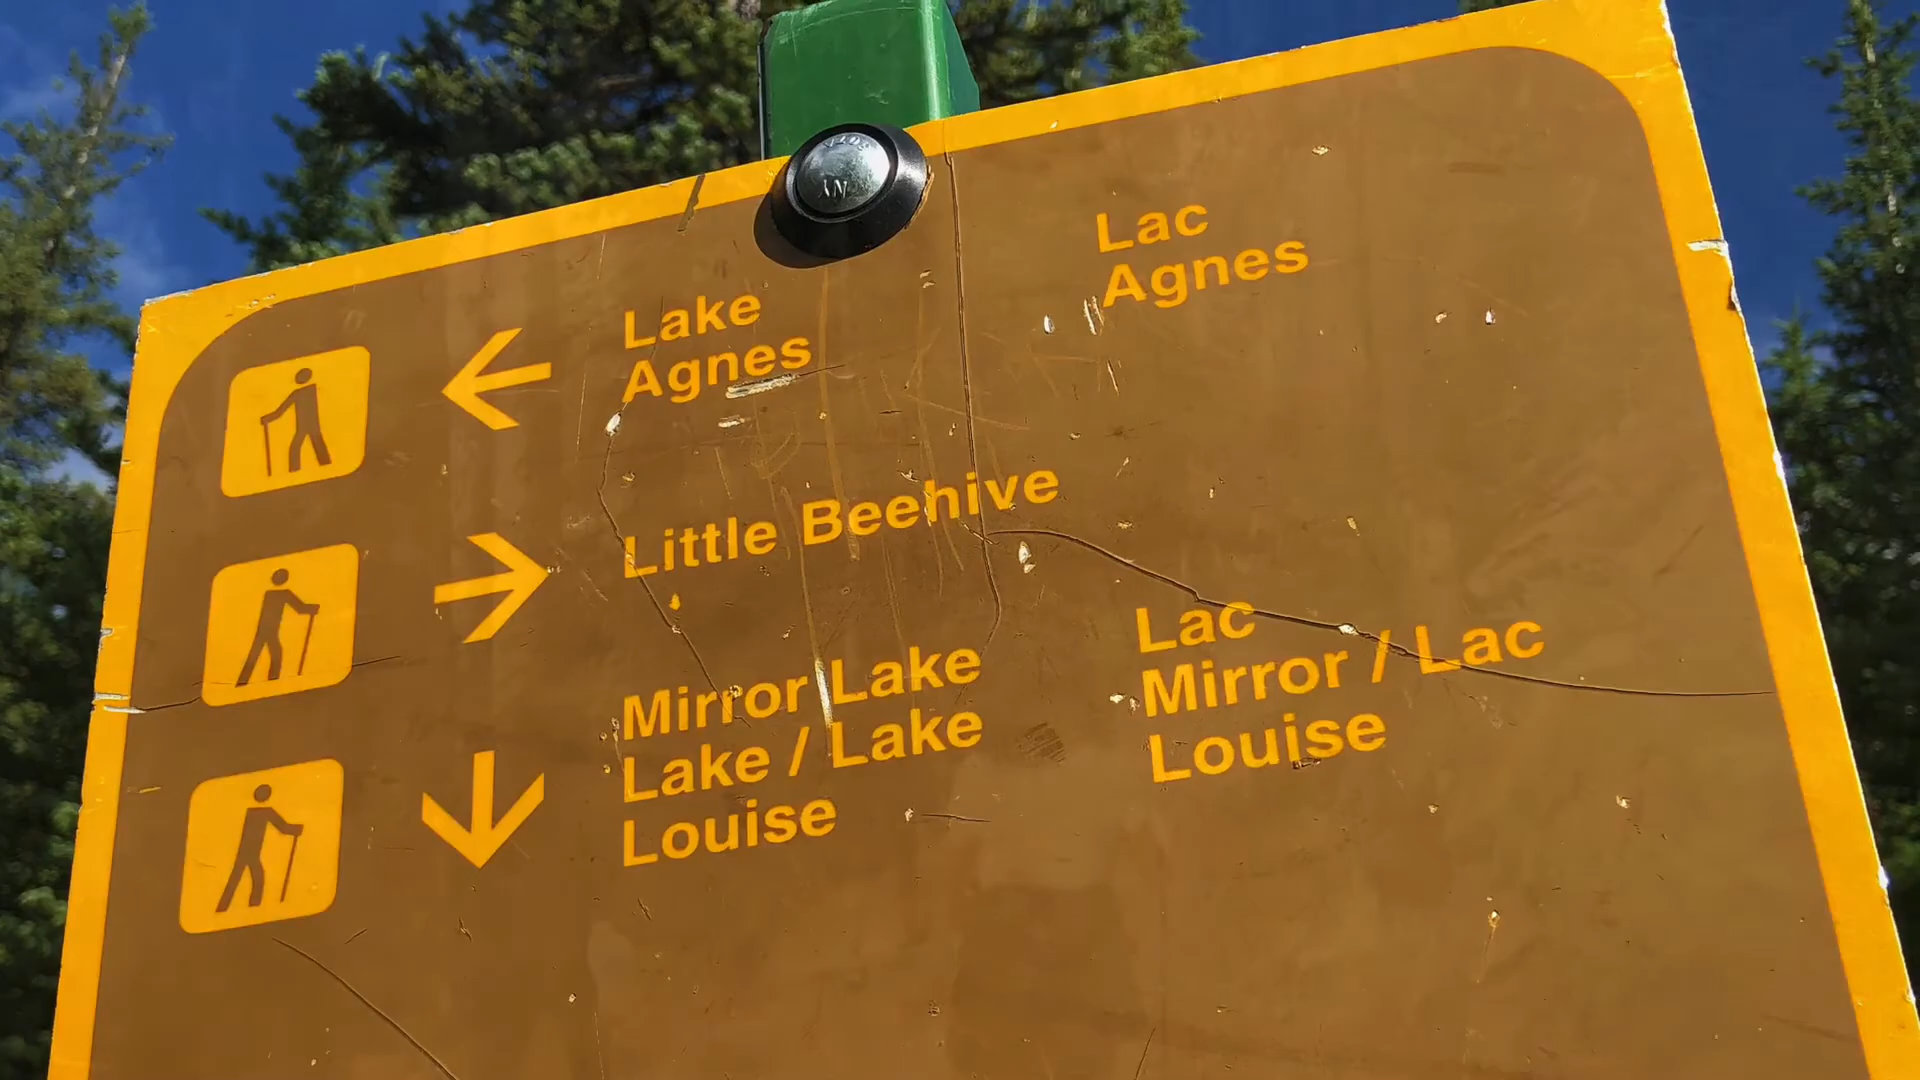 Lake
Agnes
Lac
Agnes
Little Beehive
Mirror Lake
Lake / Lake
Louise
Lac
Mirror / Lac
Louise